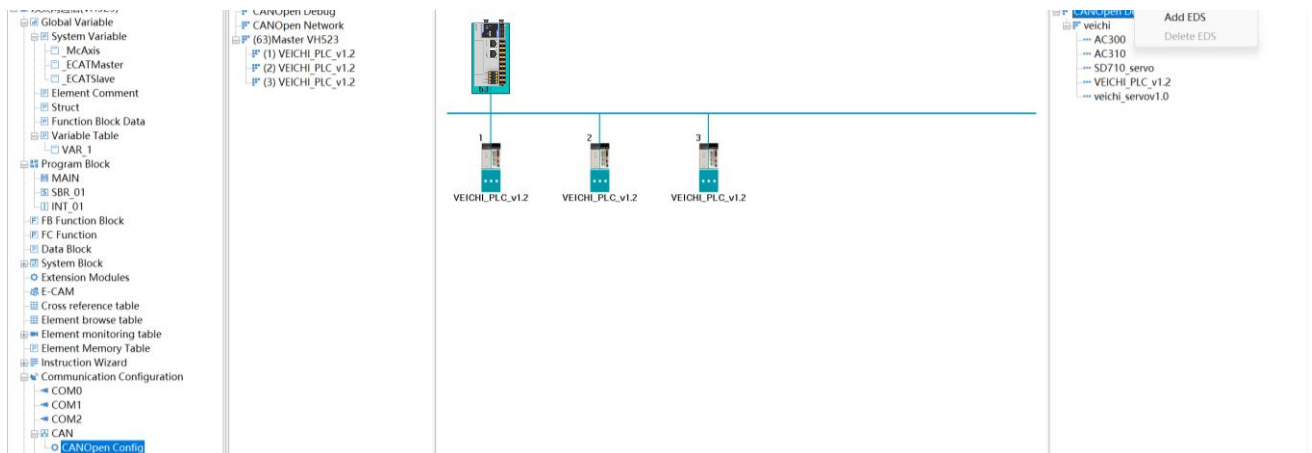 Global Variable
System Variable
_McAxis
_ECATMaster
_ECATSlave
Element Comment
Struct
Function Block Data
Variable Table
VAR_1
Program Block
MAIN
SBR_01
INT_01
FB Function Block
FC Function
Data Block
System Block
Extension Modules
E-CAM
Cross reference table
Element browse table
Element monitoring table
Element Memory Table
Instruction Wizard
Communication Configuration
COM0
COM1
COM2
CAN
CANOpen Config
CANOpen Debug
CANOpen Network
(63)Master VH523
(1) VEICHI_PLC_v1.2
(2) VEICHI_PLC_v1.2
(3) VEICHI_PLC_v1.2
63
1 2 3
VEICHI_PLC_v1.2 VEICHI_PLC_v1.2 VEICHI_PLC_v1.2
CANOpen De
Add EDS
Delete EDS
veichi
AC300
AC310
SD710_servo
VEICHI_PLC_v1.2
veichi_servov1.0